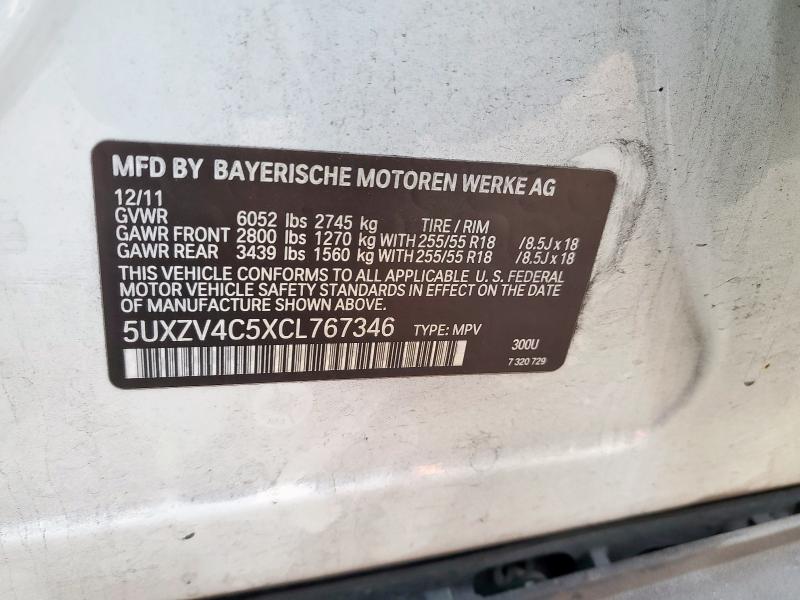 MFD BY BAYERISCHE MOTOREN WERKE AG
12/11
GVWR 6052 lbs 2745 kg TIRE / RIM
GAWR FRONT 2800 lbs 1270 kg WITH 255/55 R18 /8.5J x 18
GAWR REAR 3439 lbs 1560 kg WITH 255/55 R18 /8.5J x 18
THIS VEHICLE CONFORMS TO ALL APPLICABLE U.S. FEDERAL
MOTOR VEHICLE SAFETY STANDARDS IN EFFECT ON THE DATE
OF MANUFACTURE SHOWN ABOVE.
5UXZV4C5XCL767346 TYPE: MPV
300U
7 320 729